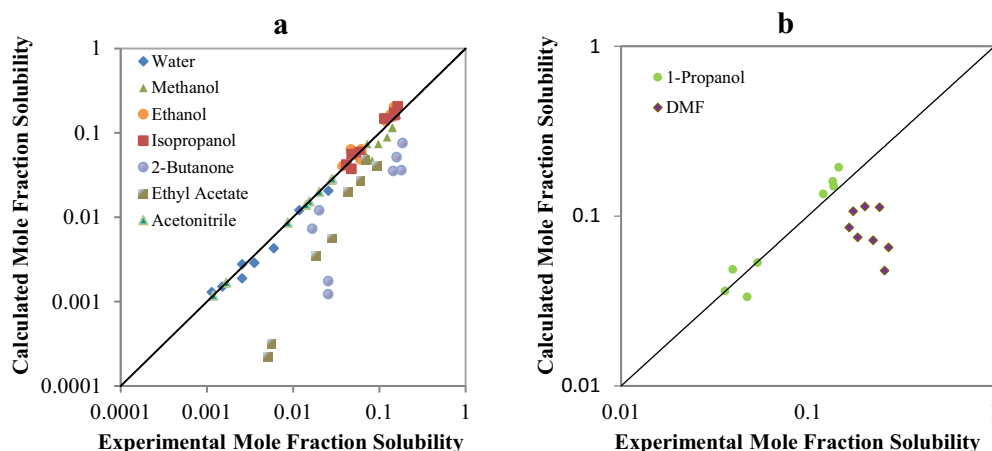 a
Calculated Mole Fraction Solubility
1
0.1
0.01
0.001
0.0001
Water
Methanol
Ethanol
Isopropanol
2-Butanone
Ethyl Acetate
Acetonitrile
0.0001 0.001 0.01 0.1 1
Experimental Mole Fraction Solubility
b
Calculated Mole Fraction Solubility
1
0.1
0.01
1-Propanol
DMF
0.01 0.1 1
Experimental Mole Fraction Solubility